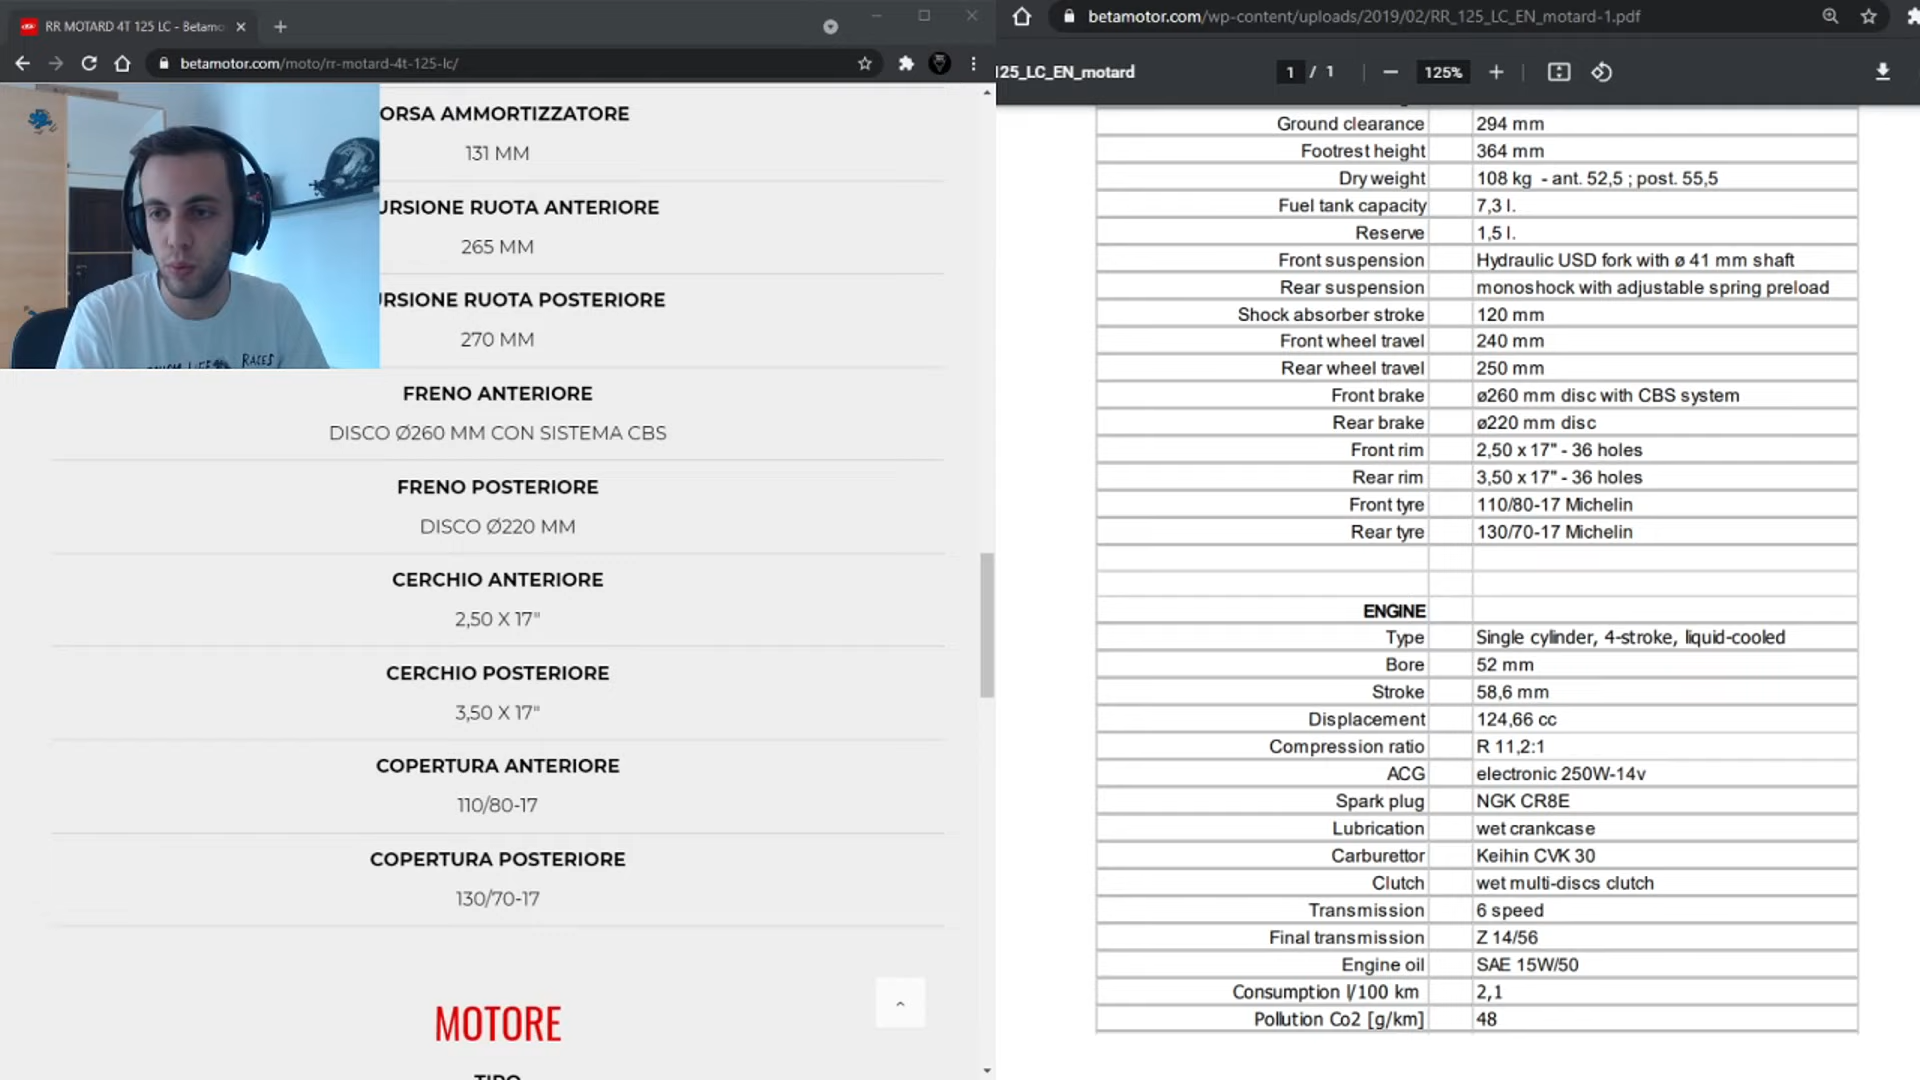 RR MOTARD 4T 125 LC - Betamo
betamotor.com/moto/rr-motard-4t-125-lc/
ORSA AMMORTIZZATORE
131 MM
URSIONE RUOTA ANTERIORE
265 MM
URSIONE RUOTA POSTERIORE
270 MM
FRENO ANTERIORE
DISCO Ø260 MM CON SISTEMA CBS
FRENO POSTERIORE
DISCO Ø220 MM
CERCHIO ANTERIORE
2,50 X 17"
CERCHIO POSTERIORE
3,50 X 17"
COPERTURA ANTERIORE
110/80-17
COPERTURA POSTERIORE
130/70-17
MOTORE
TIPO
RACES
betamotor.com/wp-content/uploads/2019/02/RR_125_LC_EN_motard-1.pdf
125_LC_EN_motard
1 / 1
125%
Ground clearance 294 mm
Footrest height 364 mm
Dry weight 108 kg - ant. 52,5 ; post. 55,5
Fuel tank capacity 7,3 l.
Reserve 1,5 l.
Front suspension Hydraulic USD fork with ø 41 mm shaft
Rear suspension monoshock with adjustable spring preload
Shock absorber stroke 120 mm
Front wheel travel 240 mm
Rear wheel travel 250 mm
Front brake ø260 mm disc with CBS system
Rear brake ø220 mm disc
Front rim 2,50 x 17" - 36 holes
Rear rim 3,50 x 17" - 36 holes
Front tyre 110/80-17 Michelin
Rear tyre 130/70-17 Michelin
ENGINE
Type Single cylinder, 4-stroke, liquid-cooled
Bore 52 mm
Stroke 58,6 mm
Displacement 124,66 cc
Compression ratio R 11,2:1
ACG electronic 250W-14v
Spark plug NGK CR8E
Lubrication wet crankcase
Carburettor Keihin CVK 30
Clutch wet multi-discs clutch
Transmission 6 speed
Final transmission Z 14/56
Engine oil SAE 15W/50
Consumption l/100 km 2,1
Pollution Co2 [g/km] 48